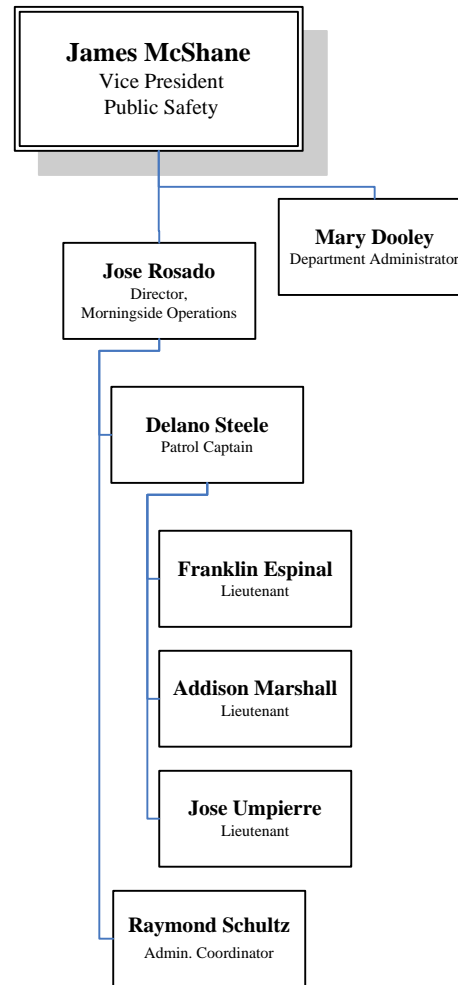 James McShane
Vice President
Public Safety
Mary Dooley
Department Administrator
Jose Rosado
Director,
Morningside Operations
Delano Steele
Patrol Captain
Franklin Espinal
Lieutenant
Addison Marshall
Lieutenant
Jose Umpierre
Lieutenant
Raymond Schultz
Admin. Coordinator